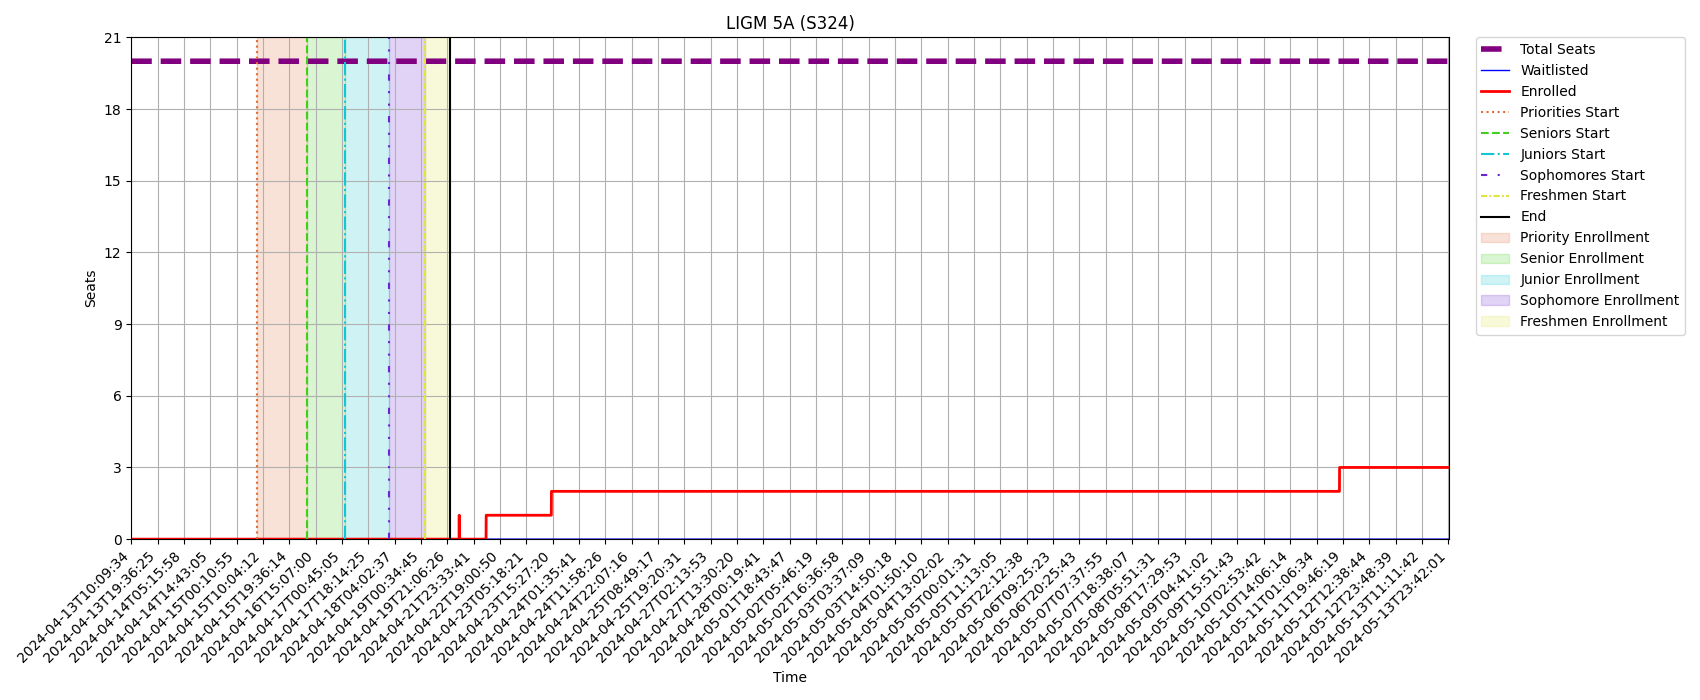 LIGM 5A (S324)
21
18
15
12
9
6
3
0
Seats
Total Seats
Waitlisted
Enrolled
Priorities Start
Seniors Start
Juniors Start
Sophomores Start
Freshmen Start
End
Priority Enrollment
Senior Enrollment
Junior Enrollment
Sophomore Enrollment
Freshmen Enrollment
2024-04-13T10:09:34
2024-04-13T19:36:25
2024-04-14T05:15:58
2024-04-14T14:43:05
2024-04-15T00:10:55
2024-04-15T10:04:12
2024-04-15T19:36:14
2024-04-16T15:07:00
2024-04-17T00:45:05
2024-04-17T18:14:25
2024-04-18T04:02:37
2024-04-19T00:34:45
2024-04-19T21:06:26
2024-04-21T23:33:41
2024-04-22T19:00:50
2024-04-23T05:18:21
2024-04-23T15:27:20
2024-04-24T01:35:41
2024-04-24T11:58:26
2024-04-24T22:07:16
2024-04-25T08:49:17
2024-04-25T19:20:31
2024-04-27T02:13:53
2024-04-27T13:30:20
2024-04-28T00:19:41
2024-05-01T18:43:47
2024-05-02T05:46:19
2024-05-02T16:36:58
2024-05-03T03:37:09
2024-05-03T14:50:18
2024-05-04T01:50:10
2024-05-04T13:02:02
2024-05-05T00:01:31
2024-05-05T11:13:05
2024-05-05T22:12:38
2024-05-06T09:25:23
2024-05-06T20:25:43
2024-05-07T07:37:55
2024-05-07T18:38:07
2024-05-08T05:51:31
2024-05-08T17:29:53
2024-05-09T04:41:02
2024-05-09T15:51:43
2024-05-10T02:53:42
2024-05-10T14:06:14
2024-05-11T01:06:34
2024-05-11T19:46:19
2024-05-12T12:38:44
2024-05-12T23:48:39
2024-05-13T11:11:42
2024-05-13T23:42:01
Time